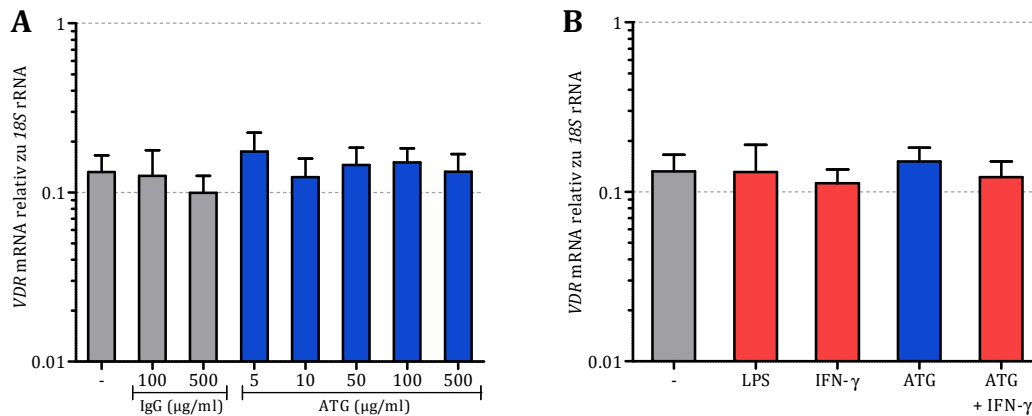 A
VDR mRNA relativ zu 18S rRNA
1
0.1
0.01
- 100 500 5 10 50 100 500
IgG (µg/ml) ATG (µg/ml)
B
VDR mRNA relativ zu 18S rRNA
1
0.1
0.01
- LPS IFN-γ ATG ATG
+ IFN-γ